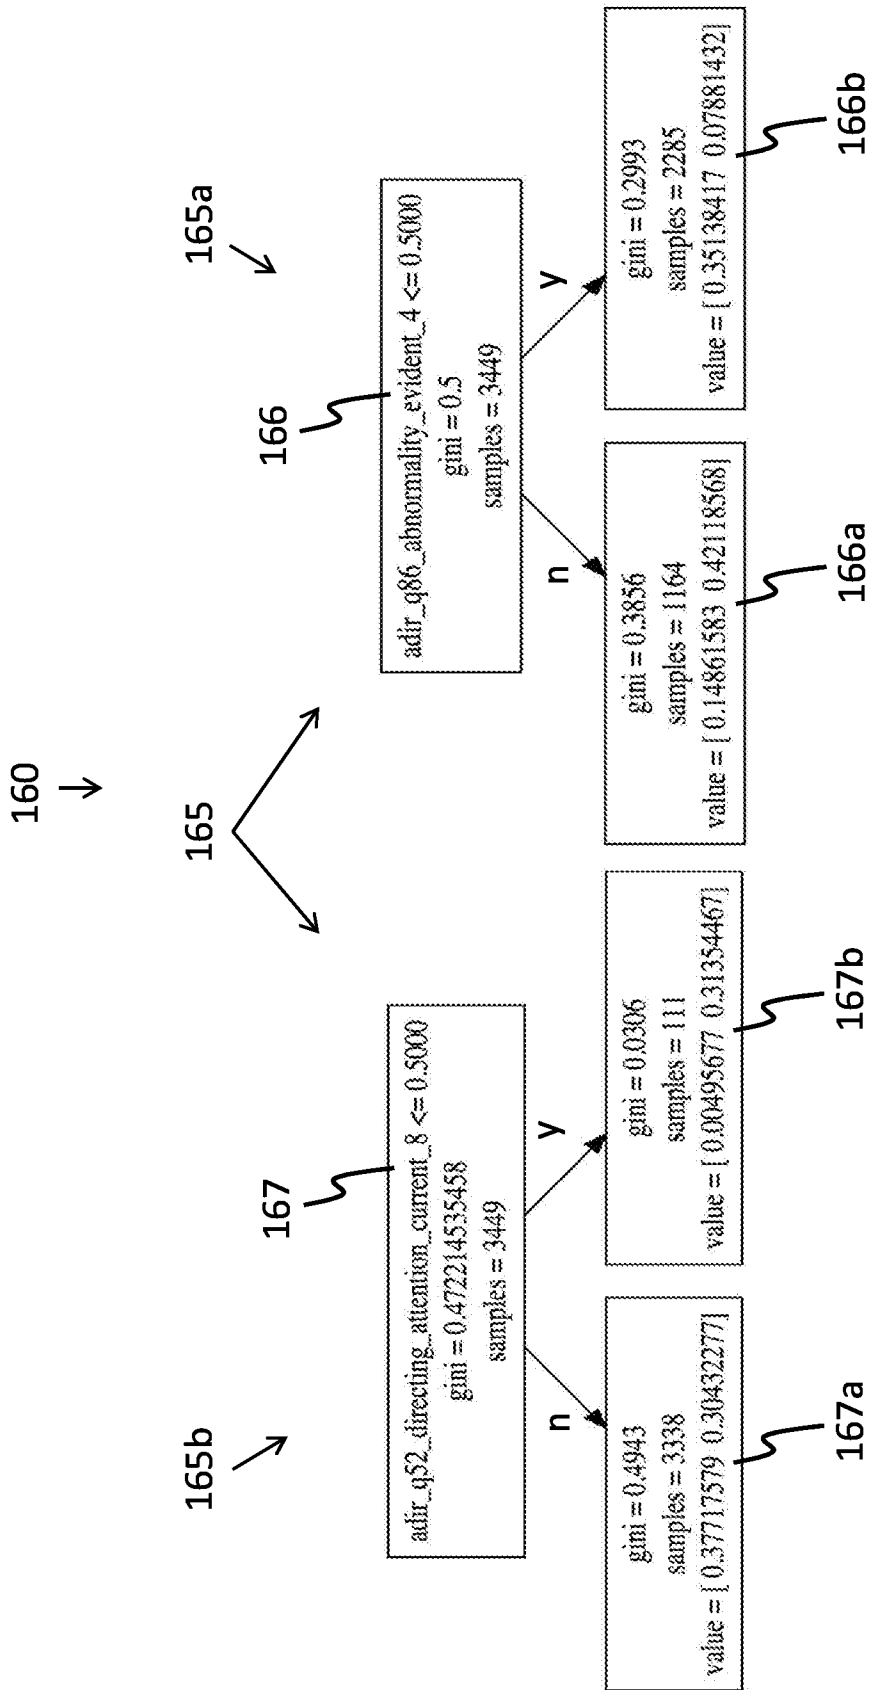 160
165
165b
165a
167
166
adir_q52_directing_attention_current_8 <= 0.5000
gini = 0.472214535458
samples = 3449
adir_q86_abnormality_evident_4 <= 0.5000
gini = 0.5
samples = 3449
n
y
n
y
gini = 0.4943
samples = 3338
value = [ 0.37717579 0.30432277]
gini = 0.0306
samples = 111
value = [ 0.00495677 0.31354467]
gini = 0.3856
samples = 1164
value = [ 0.14861583 0.42118568]
gini = 0.2993
samples = 2285
value = [ 0.35138417 0.07881432]
167a
167b
166a
166b